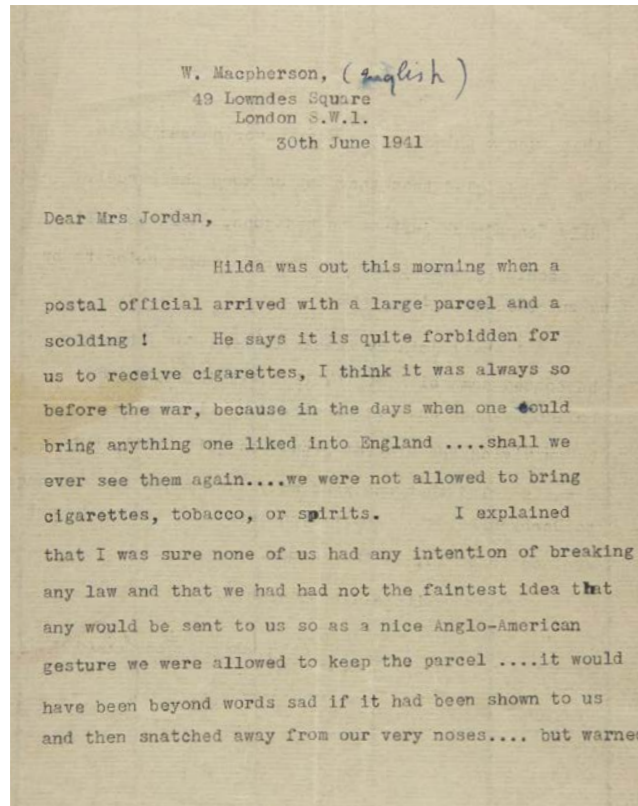 W. Macpherson, (english)
49 Lowndes Square
London S.W.1.
30th June 1941
Dear Mrs Jordan,
Hilda was out this morning when a
postal official arrived with a large parcel and a
scolding ! He says it is quite forbidden for
us to receive cigarettes, I think it was always so
before the war, because in the days when one could
bring anything one liked into England ....shall we
ever see them again....we were not allowed to bring
cigarettes, tobacco, or spirits. I explained
that I was sure none of us had any intention of breaking
any law and that we had had not the faintest idea that
any would be sent to us so as a nice Anglo-American
gesture we were allowed to keep the parcel ....it would
have been beyond words sad if it had been shown to us
and then snatched away from our very noses.... but warned